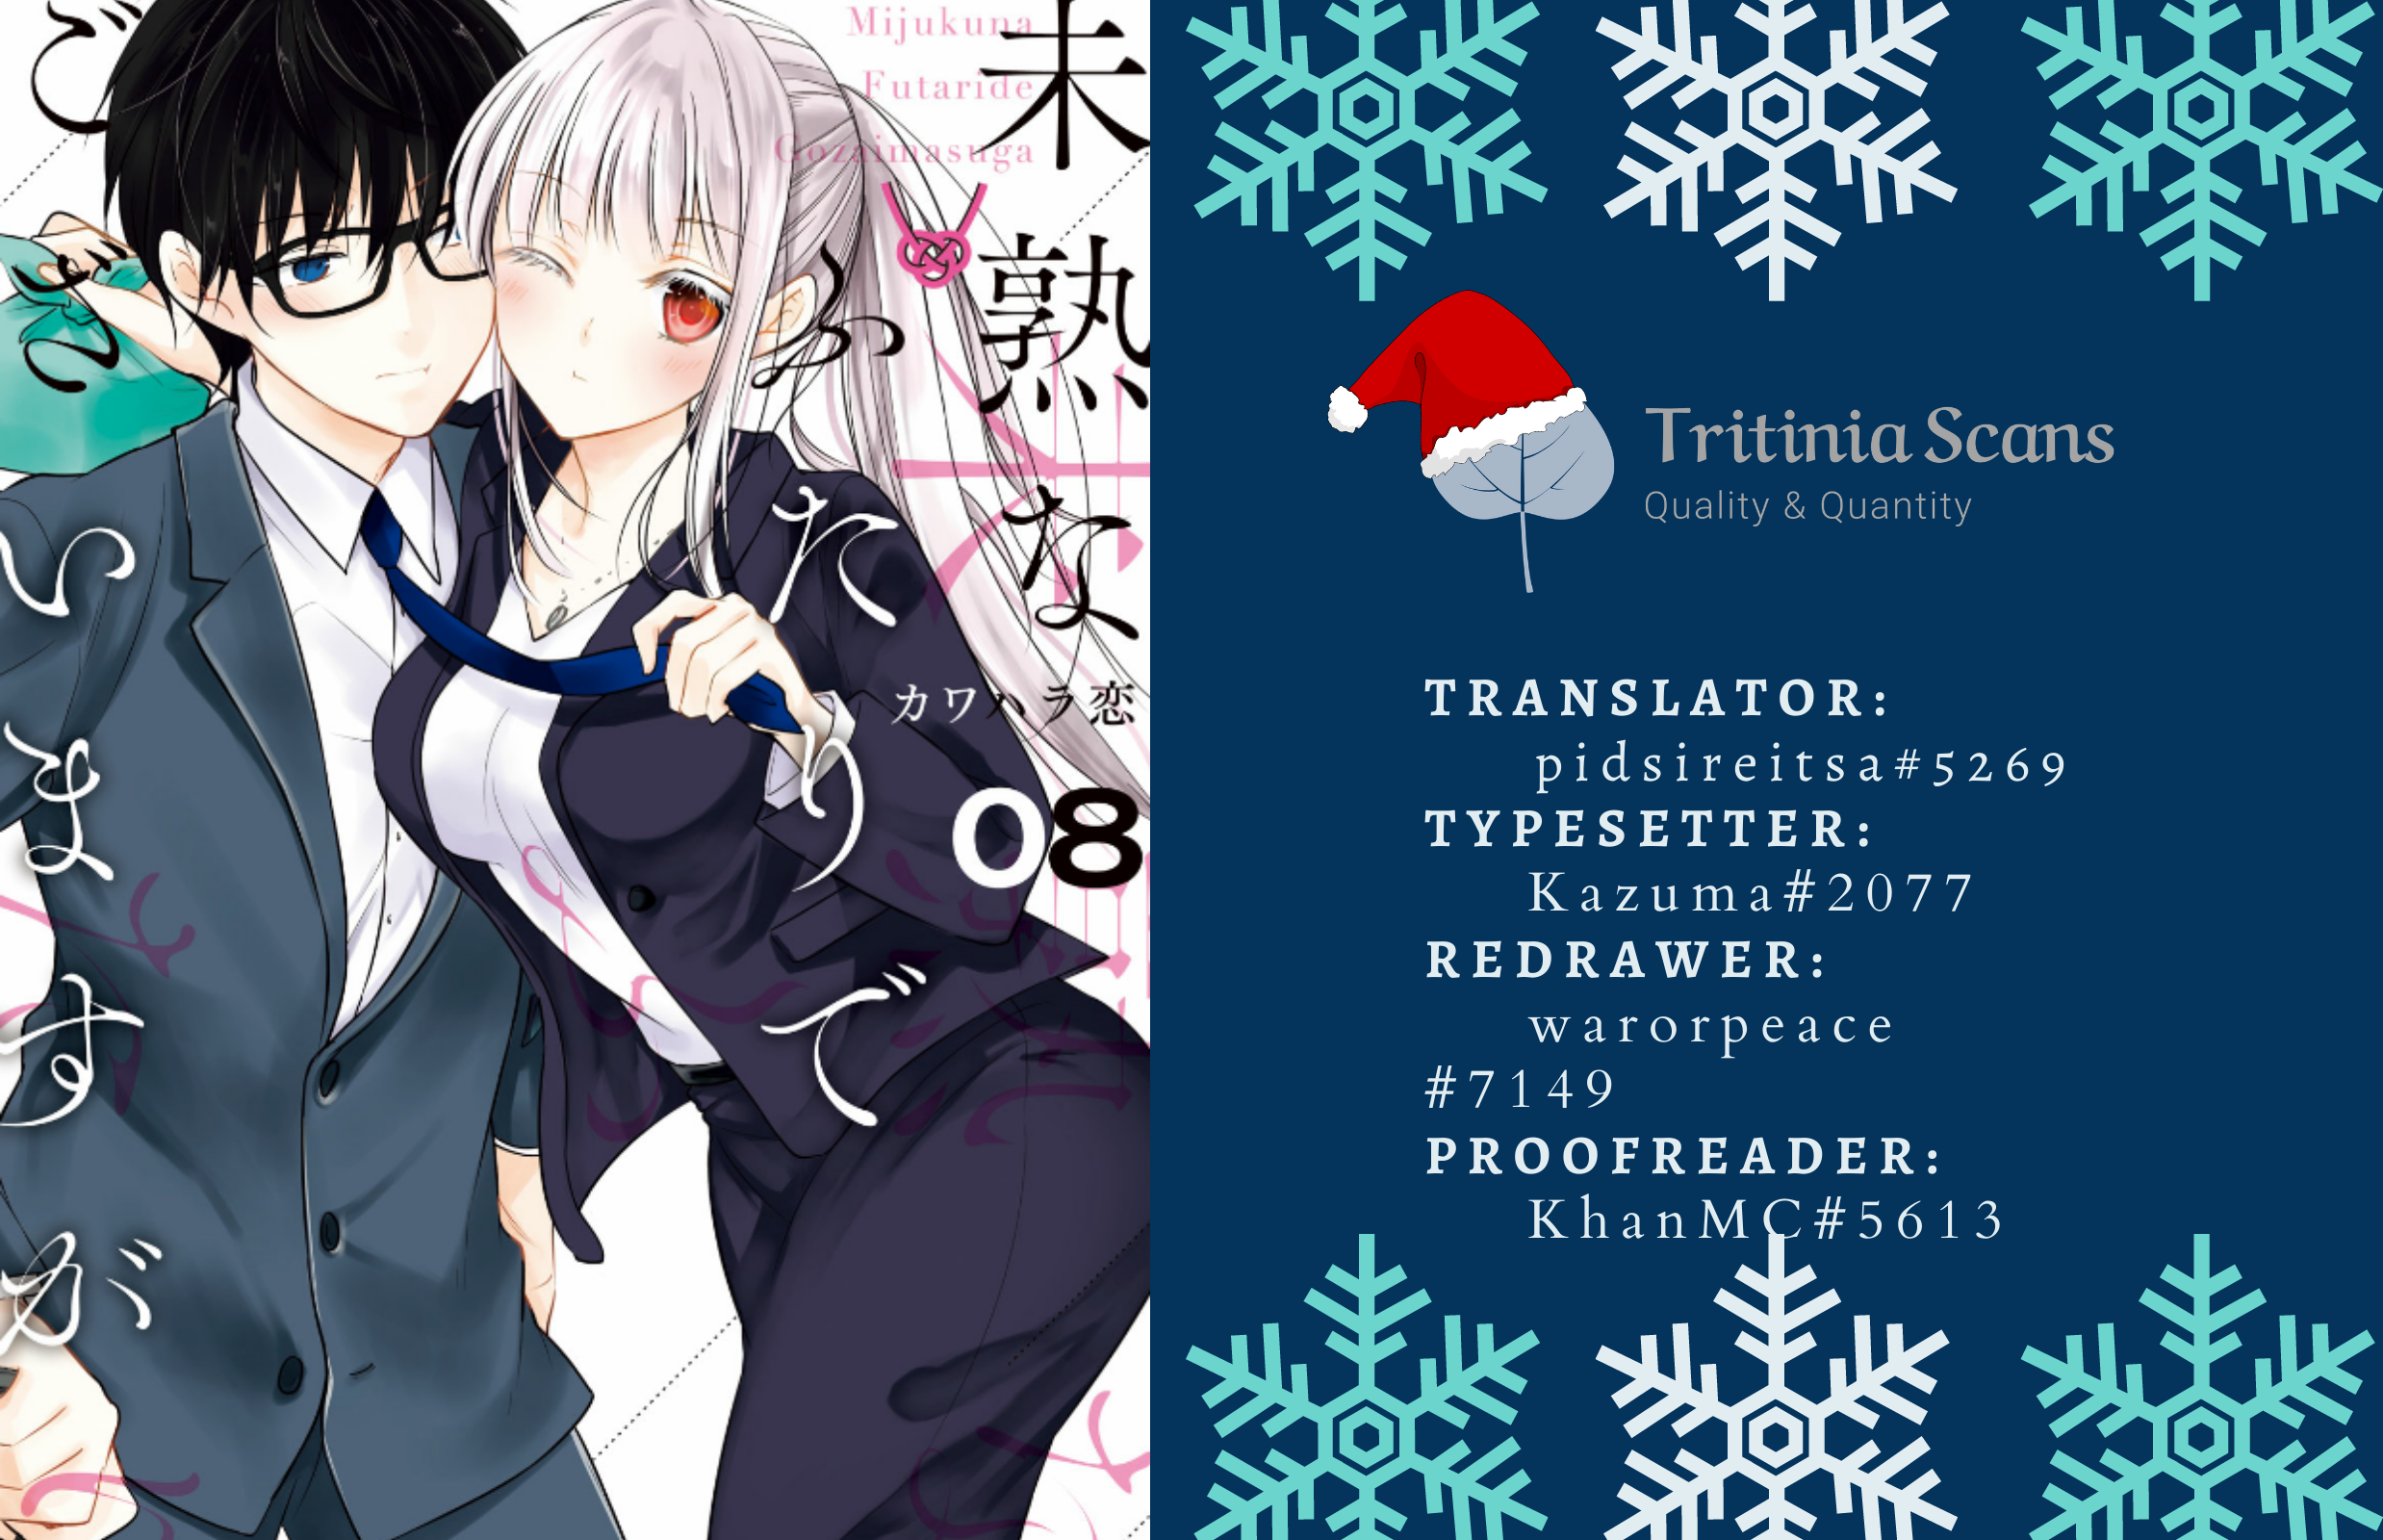 Mijukuna
Futaride
Gozaimasuga
未熟な
ふたりで
ございますが
カワハラ恋
08
Tritinia Scans
Quality & Quantity
TRANSLATOR:
pidsireitsa#5269
TYPESETTER:
Kazuma#2077
REDRAWER:
warorpeace
#7149
PROOFREADER:
KhanMC#5613